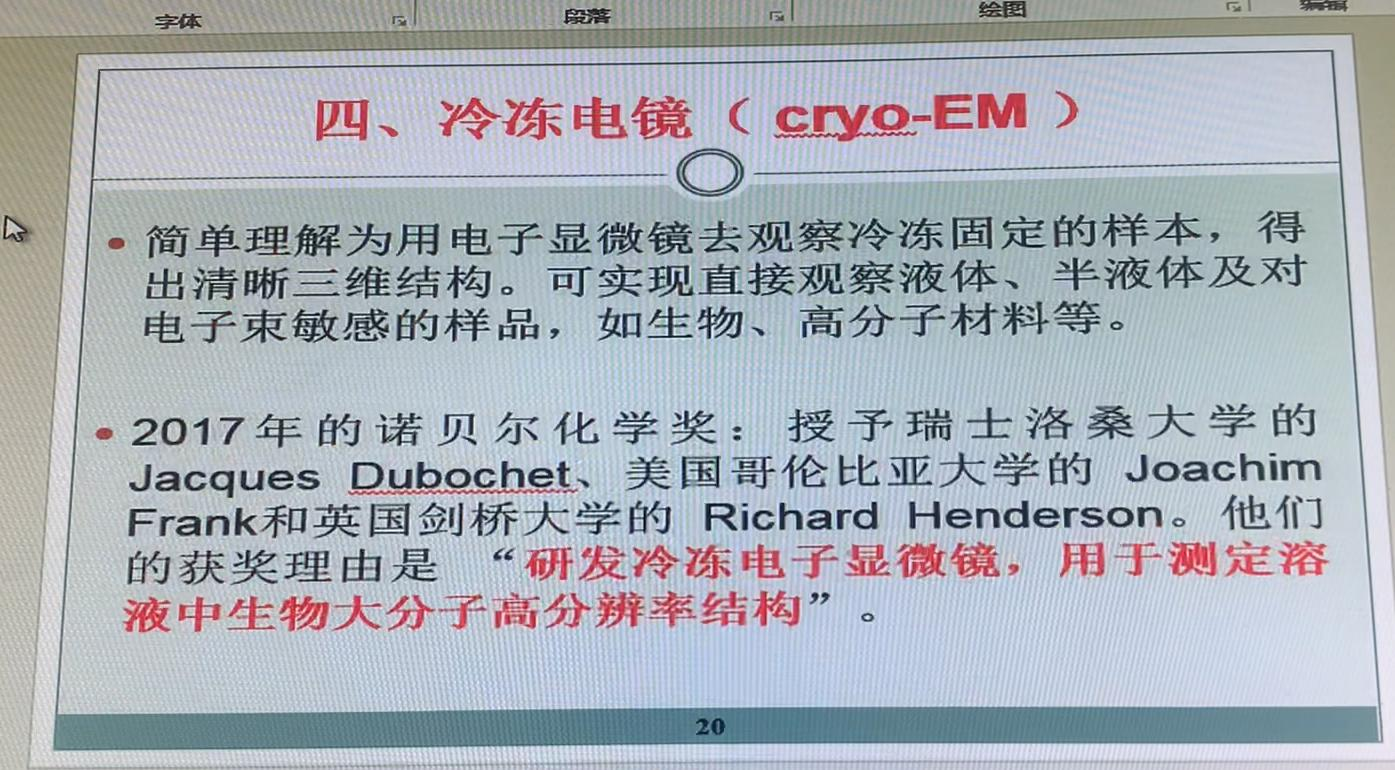 字体 段落 绘图 编辑
四、冷冻电镜（cryo-EM）
• 简单理解为用电子显微镜去观察冷冻固定的样本，得
出清晰三维结构。可实现直接观察液体、半液体及对
电子束敏感的样品，如生物、高分子材料等。
• 2017年的诺贝尔化学奖：授予瑞士洛桑大学的
Jacques Dubochet、美国哥伦比亚大学的 Joachim
Frank和英国剑桥大学的 Richard Henderson。他们
的获奖理由是 “研发冷冻电子显微镜，用于测定溶
液中生物大分子高分辨率结构”。
20